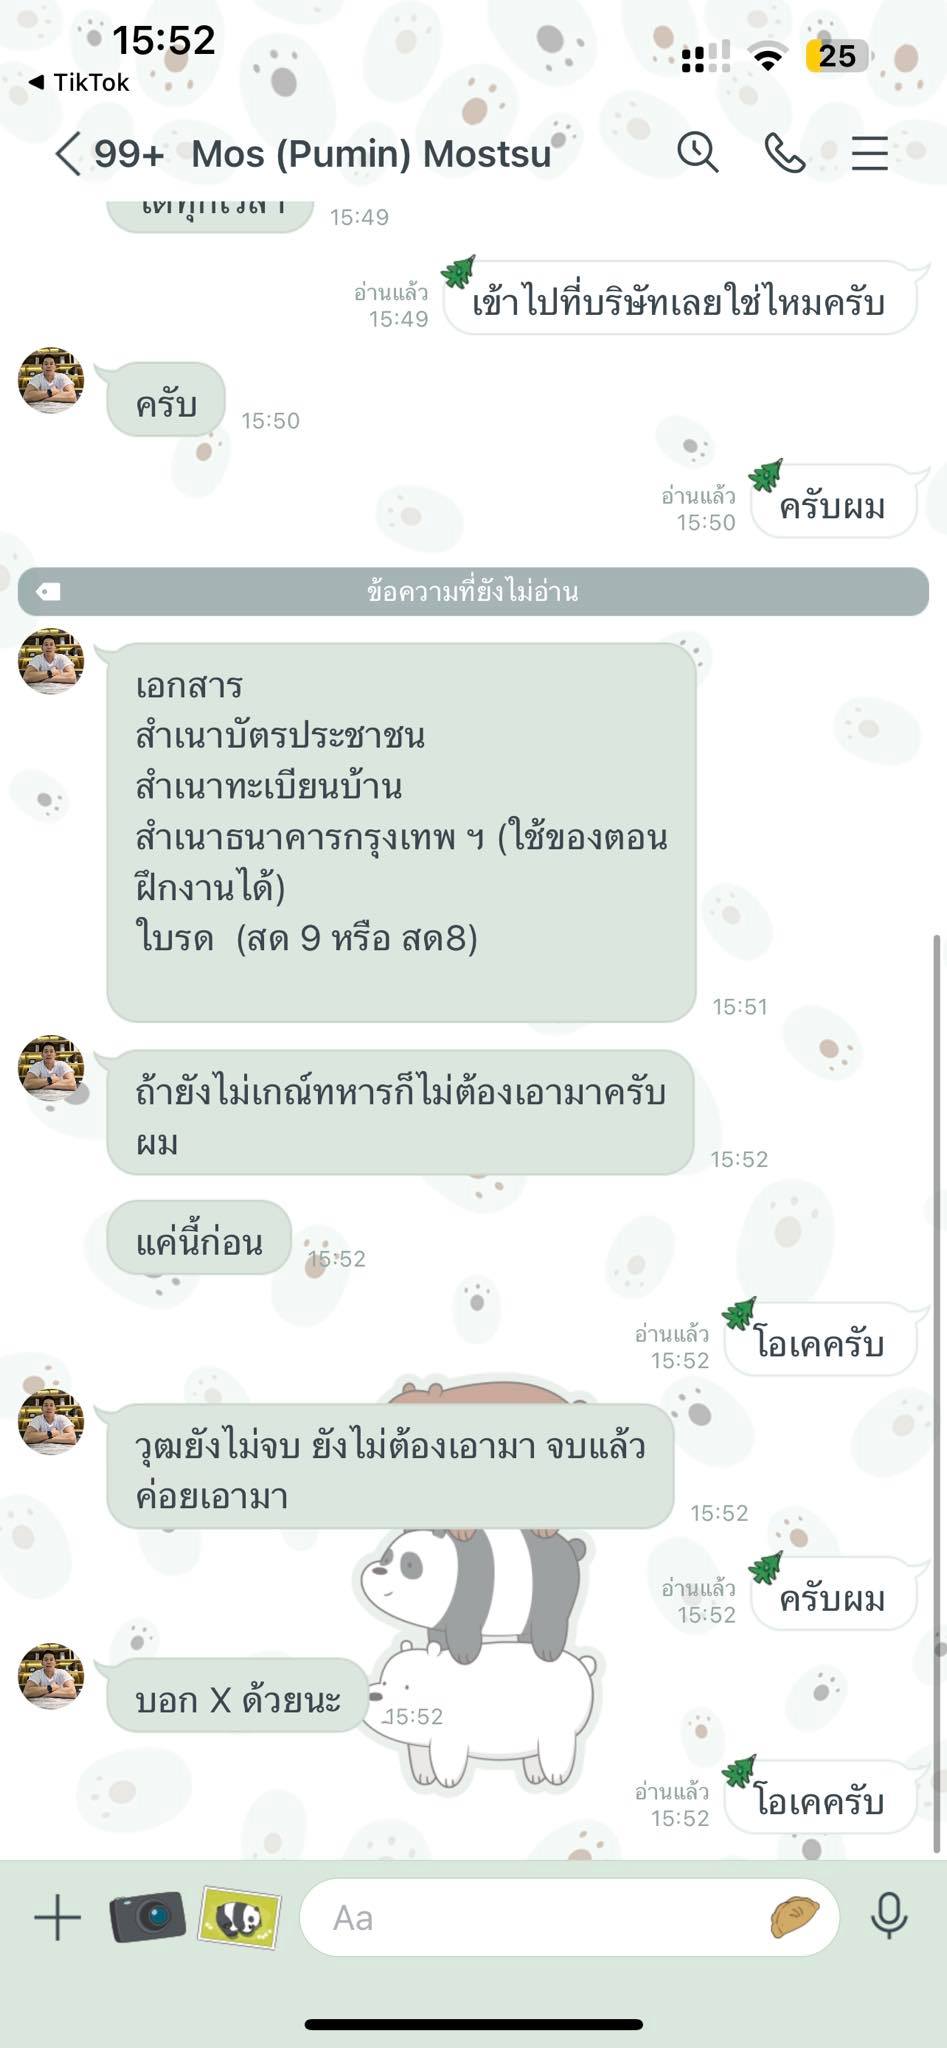 15:52
25
TikTok
99+ Mos (Pumin) Mostsu
ได้ทุกเวลา
15:49
เข้าไปที่บริษัทเลยใช่ไหมครับ
อ่านแล้ว
15:49
ครับ
15:50
ครับผม
อ่านแล้ว
15:50
ข้อความที่ยังไม่อ่าน
เอกสาร
สำเนาบัตรประชาชน
สำเนาทะเบียนบ้าน
สำเนาธนาคารกรุงเทพ ฯ (ใช้ของตอน
ฝึกงานได้)
ใบรด (สด 9 หรือ สด8)
15:51
ถ้ายังไม่เกณ์ทหารก็ไม่ต้องเอามาครับ
ผม
15:52
แค่นี้ก่อน
15:52
โอเคครับ
อ่านแล้ว
15:52
วุฒยังไม่จบ ยังไม่ต้องเอามา จบแล้ว
ค่อยเอามา
15:52
ครับผม
อ่านแล้ว
15:52
บอก X ด้วยนะ
15:52
โอเคครับ
อ่านแล้ว
15:52
Aa